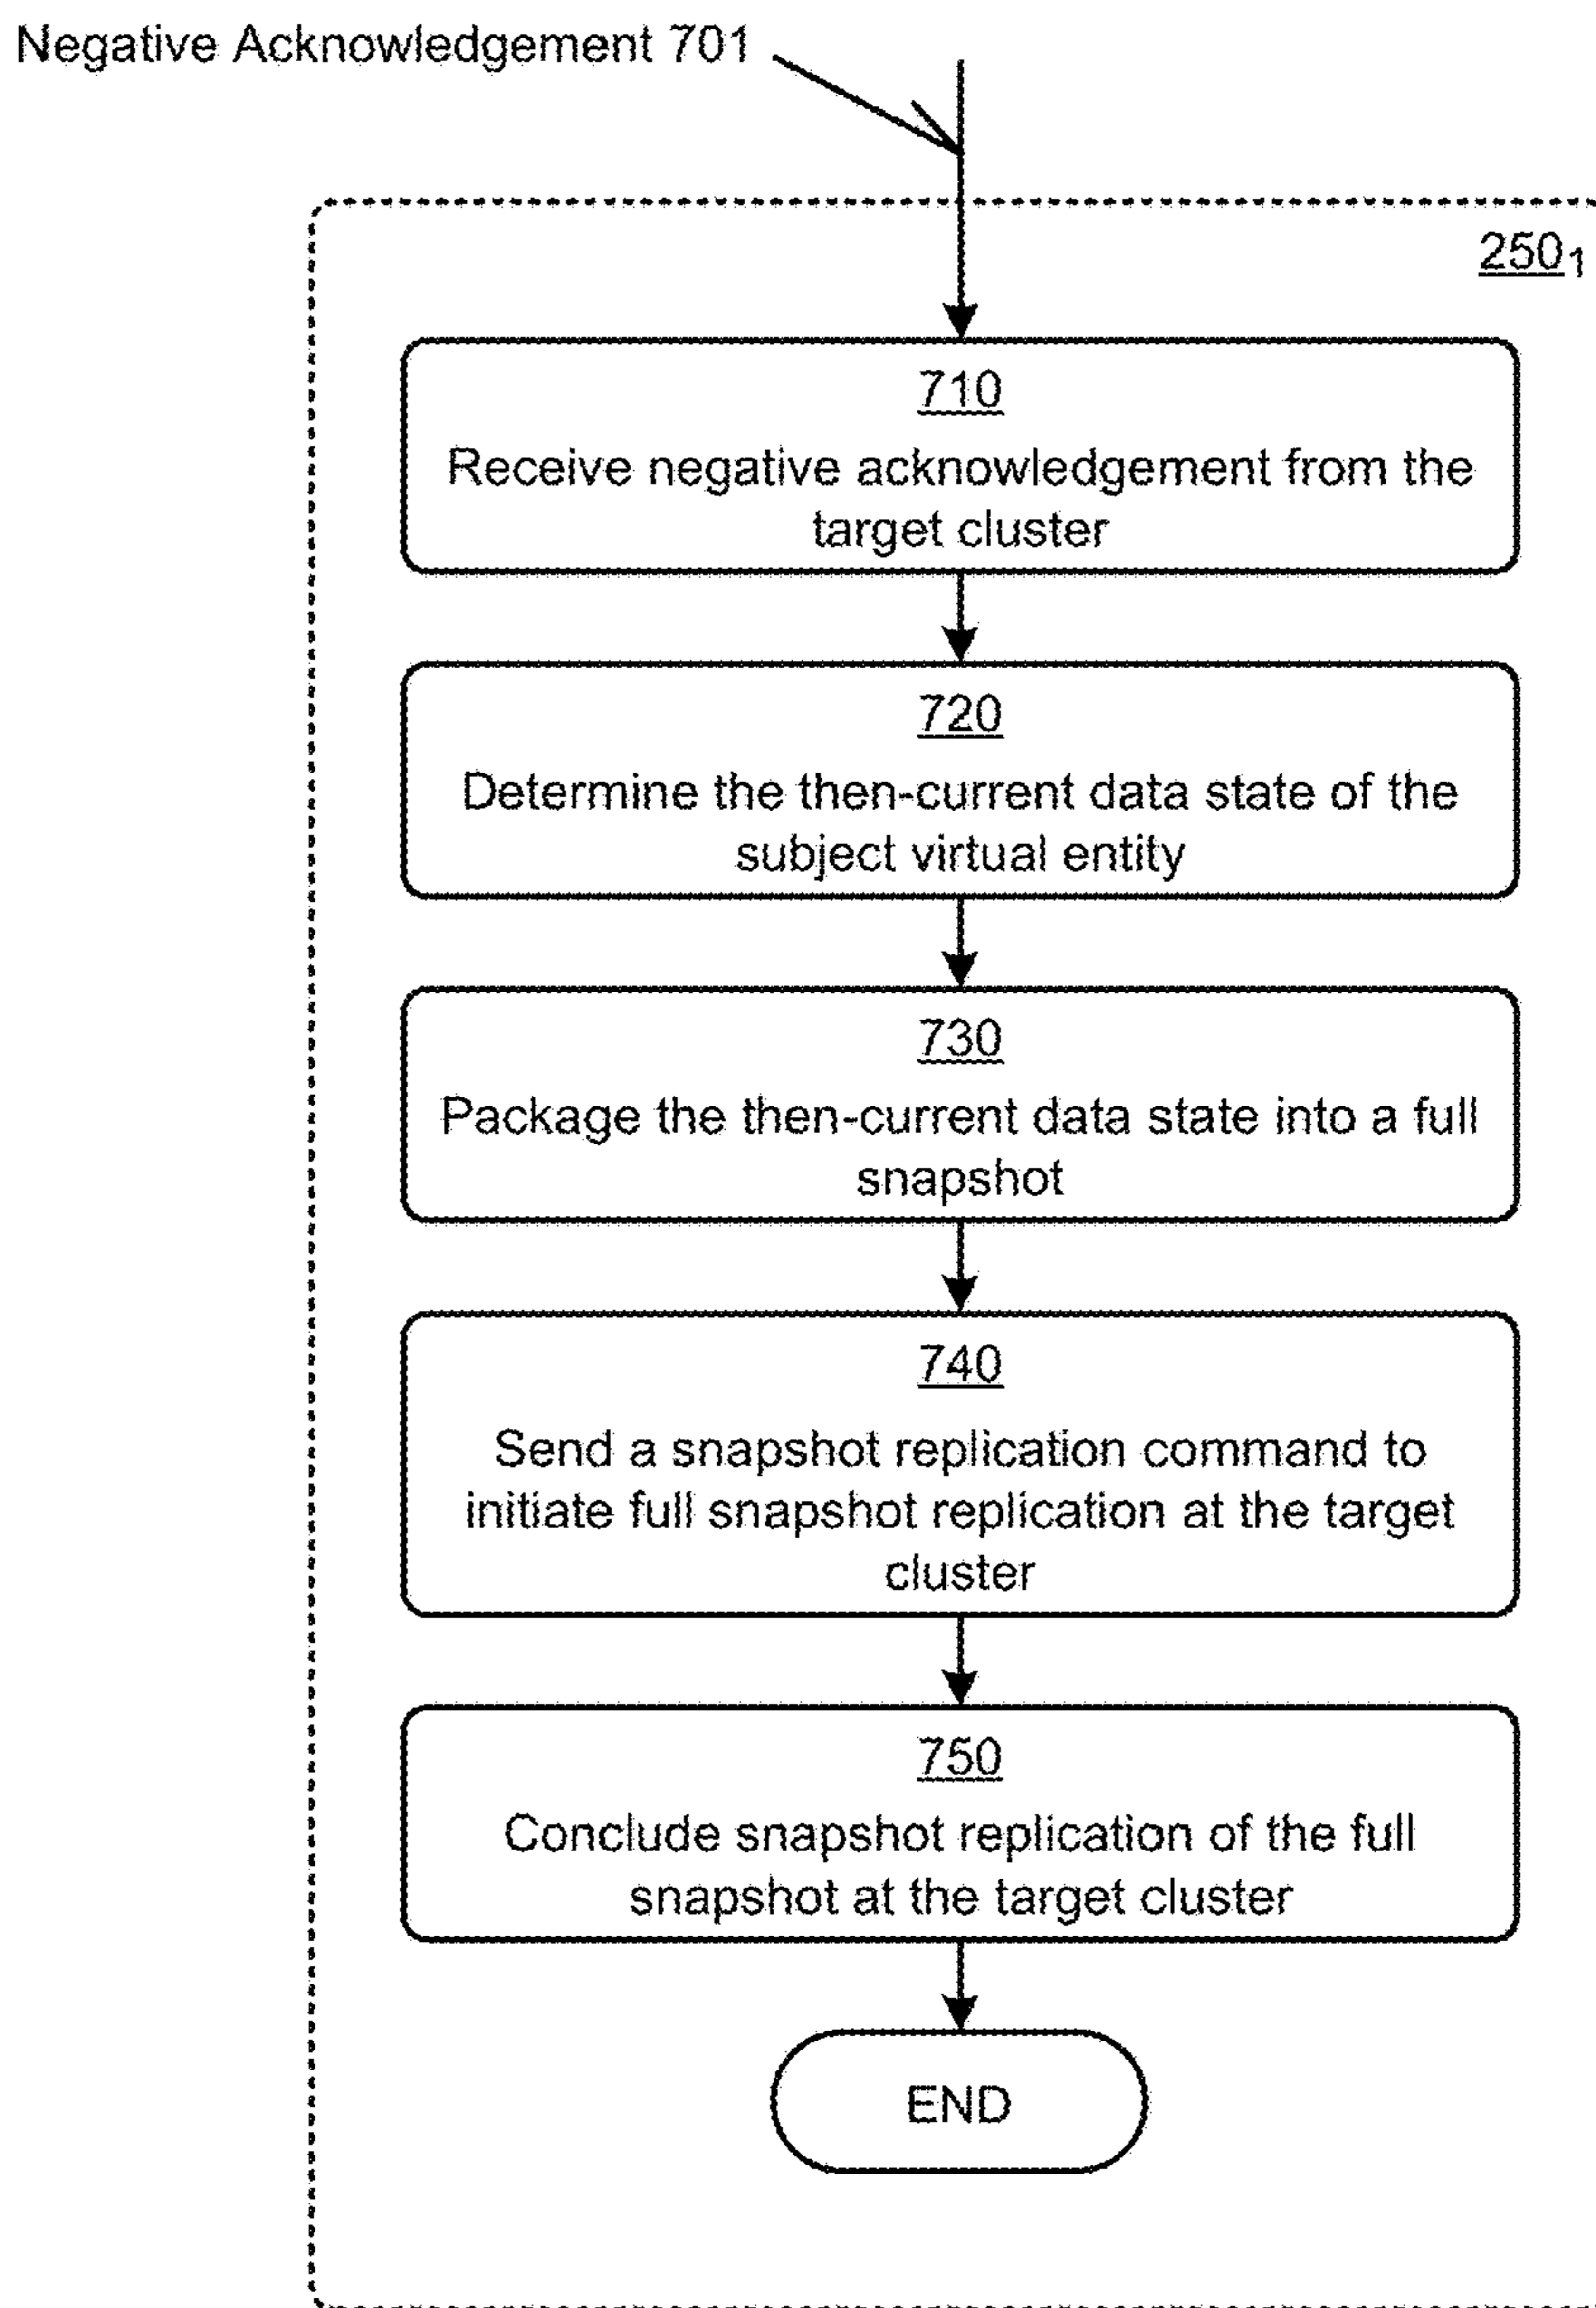 Negative Acknowledgement 701
250₁
710
Receive negative acknowledgement from the
target cluster
720
Determine the then-current data state of the
subject virtual entity
730
Package the then-current data state into a full
snapshot
740
Send a snapshot replication command to
initiate full snapshot replication at the target
cluster
750
Conclude snapshot replication of the full
snapshot at the target cluster
END